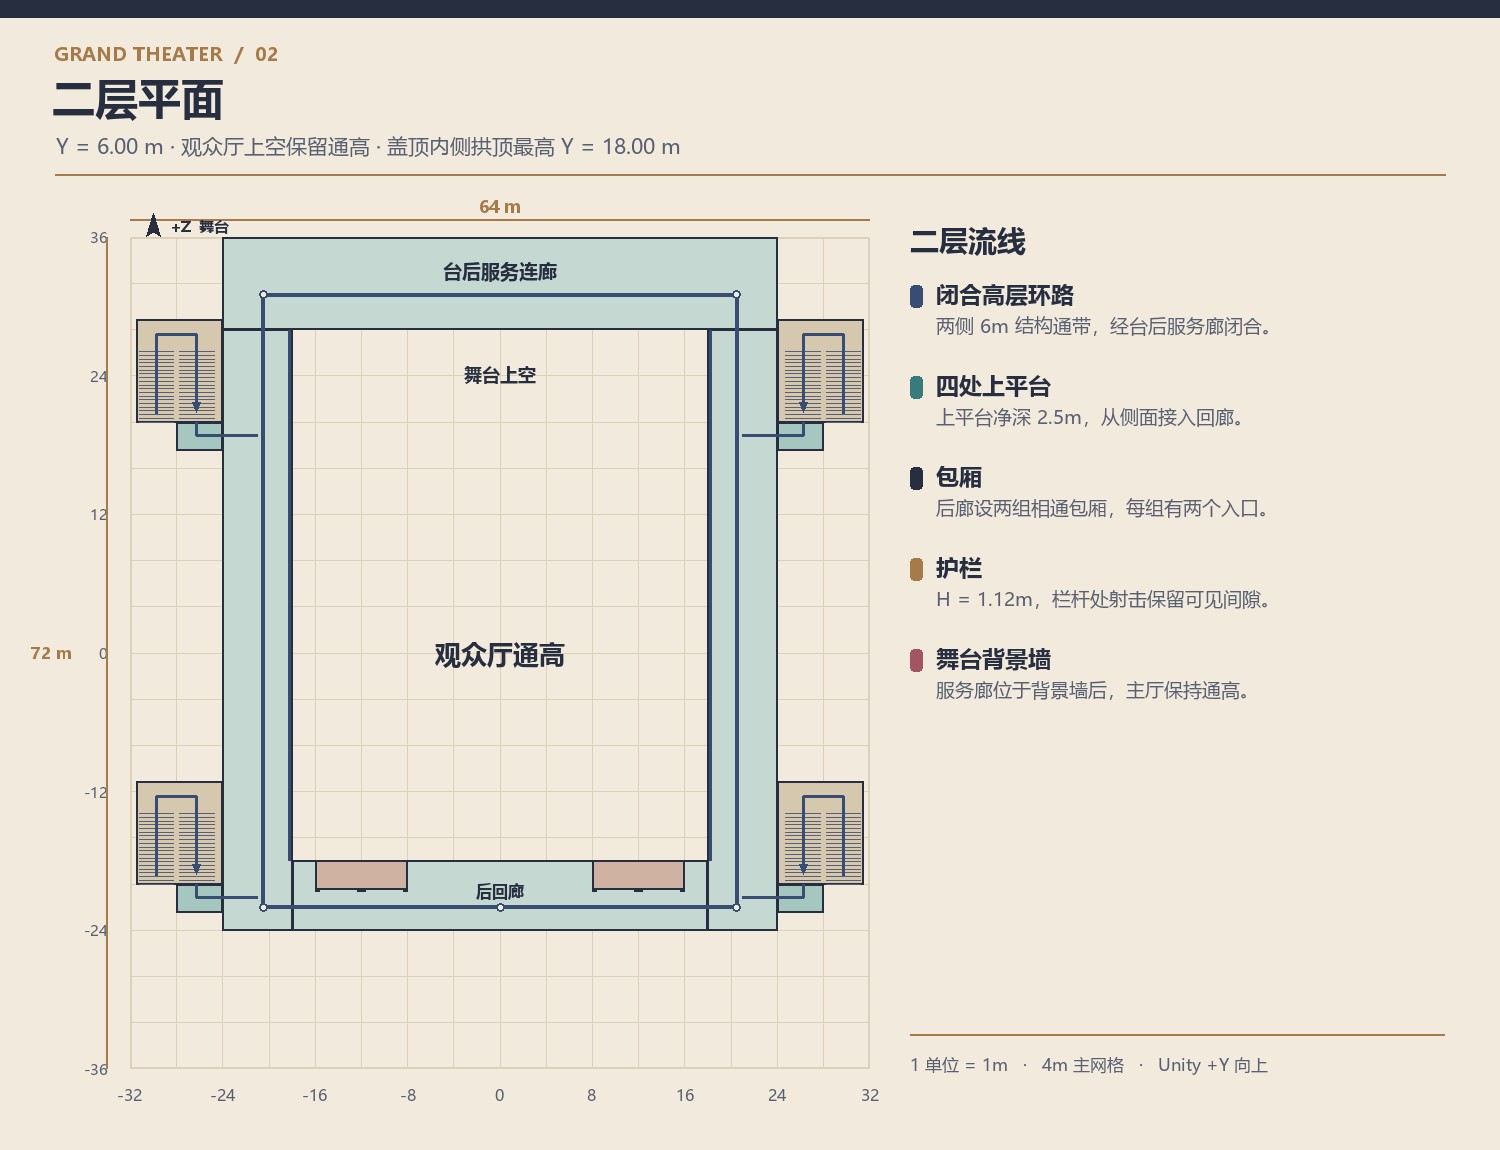 GRAND THEATER / 02
二层平面
Y = 6.00 m · 观众厅上空保留通高 · 盖顶内侧拱顶最高 Y = 18.00 m
64 m
+Z 舞台
36
24
12
0
-12
-24
-36
72 m
台后服务连廊
舞台上空
观众厅通高
后回廊
-32
-24
-16
-8
0
8
16
24
32
二层流线
闭合高层环路
两侧 6m 结构通带，经台后服务廊闭合。
四处上平台
上平台净深 2.5m，从侧面接入回廊。
包厢
后廊设两组相通包厢，每组有两个入口。
护栏
H = 1.12m，栏杆处射击保留可见间隙。
舞台背景墙
服务廊位于背景墙后，主厅保持通高。
1 单位 = 1m · 4m 主网格 · Unity +Y 向上